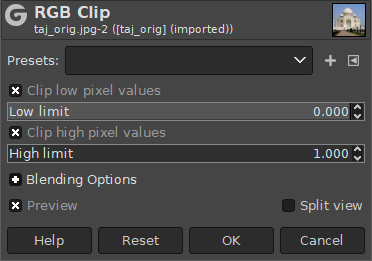 RGB Clip
taj_orig.jpg-2 ([taj_orig] (imported))
Presets:
Clip low pixel values
Low limit 0.000
Clip high pixel values
High limit 1.000
Blending Options
Preview Split view
Help Reset OK Cancel